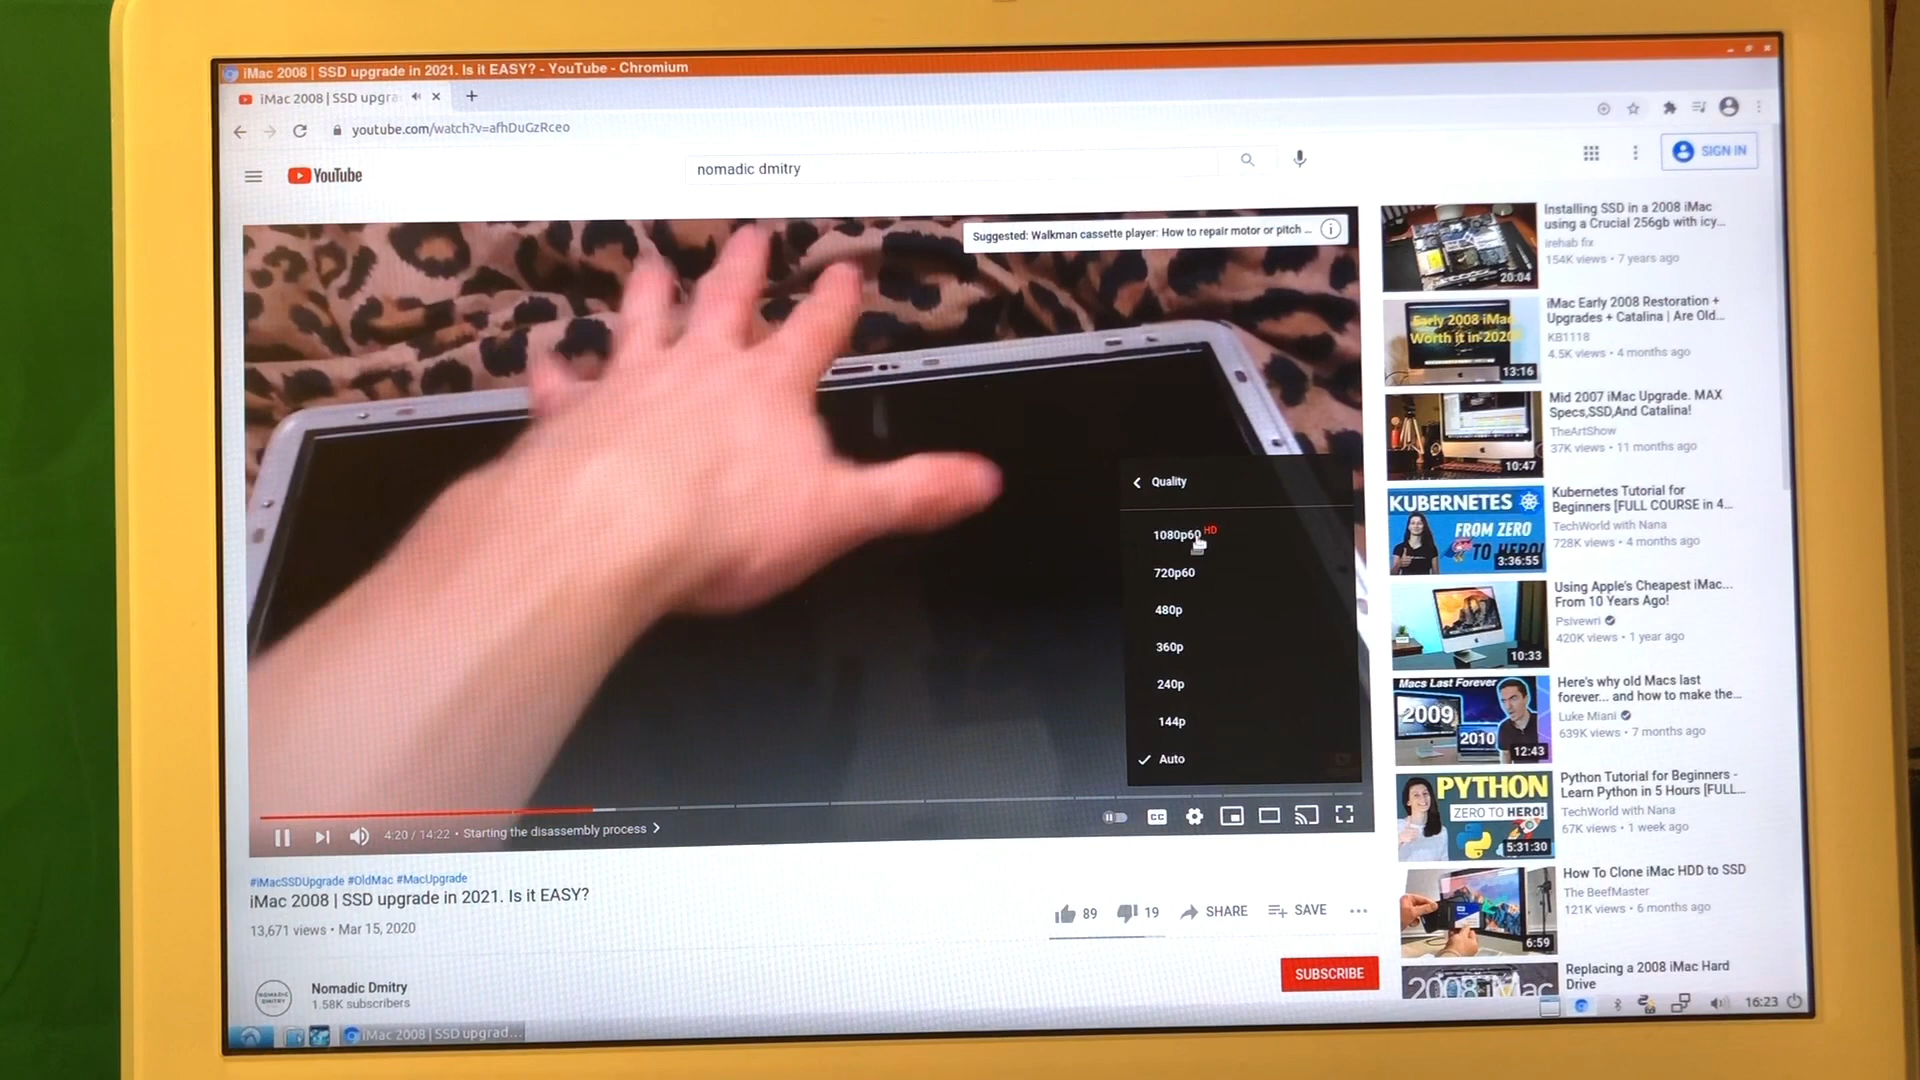 iMac 2008 | SSD upgrade in 2021. Is it EASY? - YouTube - Chromium
iMac 2008 | SSD upgra
youtube.com/watch?v=afhDuGzRceo
YouTube
nomadic dmitry
SIGN IN
Suggested: Walkman cassette player: How to repair motor or pitch ...
Quality
1080p60 HD
720p60
480p
360p
240p
144p
Auto
4:20 / 14:22 • Starting the disassembly process
CC
#iMacSSDUpgrade #OldMac #MacUpgrade
iMac 2008 | SSD upgrade in 2021. Is it EASY?
13,671 views • Mar 15, 2020
89
19
SHARE
SAVE
NOMADIC
DMITRY
Nomadic Dmitry
1.58K subscribers
SUBSCRIBE
20:04
Installing SSD in a 2008 iMac
using a Crucial 256gb with icy...
irehab fix
154K views • 7 years ago
Early 2008 iMac
Worth it in 2020
13:16
iMac Early 2008 Restoration +
Upgrades + Catalina | Are Old...
KB1118
4.5K views • 4 months ago
10:47
Mid 2007 iMac Upgrade. MAX
Specs,SSD,And Catalina!
TheArtShow
37K views • 11 months ago
KUBERNETES
FROM ZERO
TO HERO!
3:36:55
Kubernetes Tutorial for
Beginners [FULL COURSE in 4...
TechWorld with Nana
728K views • 4 months ago
10:33
Using Apple's Cheapest iMac...
From 10 Years Ago!
Psivewri
420K views • 1 year ago
Macs Last Forever
2009
2010
12:43
Here's why old Macs last
forever... and how to make the...
Luke Miani
639K views • 7 months ago
PYTHON
ZERO TO HERO!
5:31:30
Python Tutorial for Beginners -
Learn Python in 5 Hours [FULL...
TechWorld with Nana
67K views • 1 week ago
6:59
How To Clone iMac HDD to SSD
The BeefMaster
121K views • 6 months ago
2008 iMac
Replacing a 2008 iMac Hard
Drive
iMac 2008 | SSD upgrad...
16:23